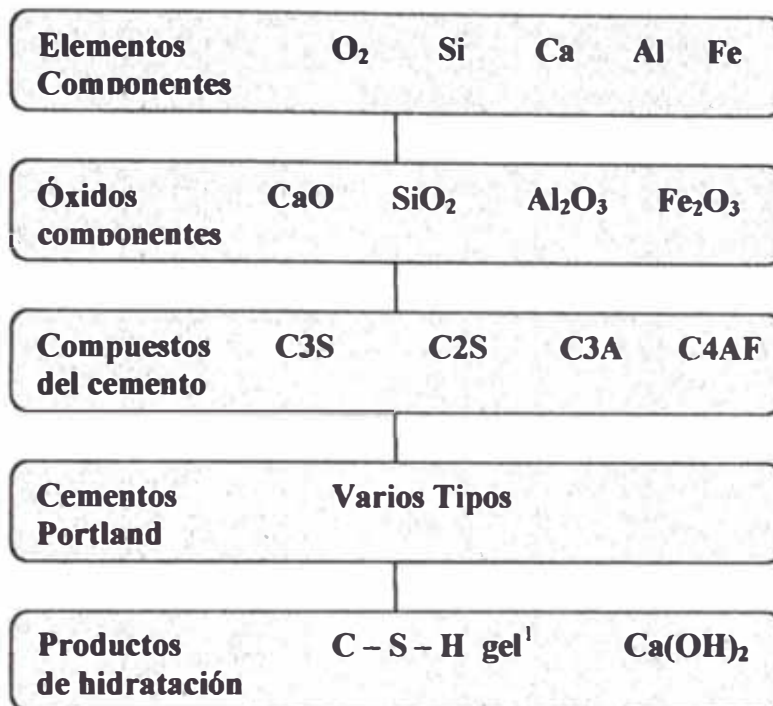 Elementos O₂ Si Ca Al Fe
Componentes
Óxidos CaO SiO₂ Al₂O₃ Fe₂O₃
componentes
Compuestos C3S C2S C3A C4AF
del cemento
Cementos Varios Tipos
Portland
Productos C – S – H gel¹ Ca(OH)₂
de hidratación